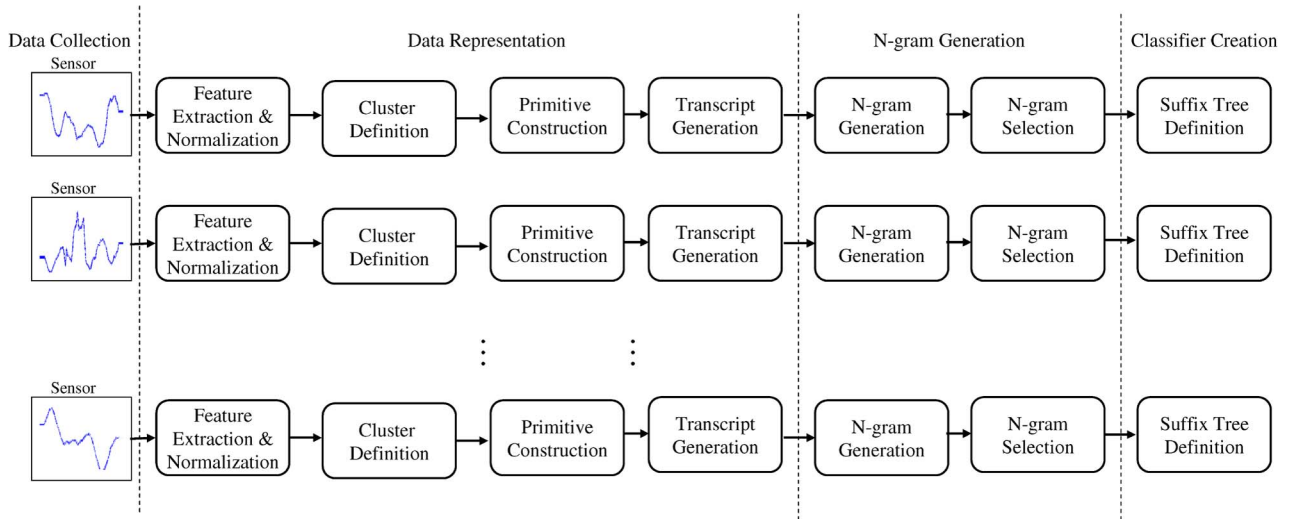 Data Collection
Data Representation
N-gram Generation
Classifier Creation
Sensor
Feature
Extraction &
Normalization
Cluster
Definition
Primitive
Construction
Transcript
Generation
N-gram
Generation
N-gram
Selection
Suffix Tree
Definition
Sensor
Feature
Extraction &
Normalization
Cluster
Definition
Primitive
Construction
Transcript
Generation
N-gram
Generation
N-gram
Selection
Suffix Tree
Definition
Sensor
Feature
Extraction &
Normalization
Cluster
Definition
Primitive
Construction
Transcript
Generation
N-gram
Generation
N-gram
Selection
Suffix Tree
Definition